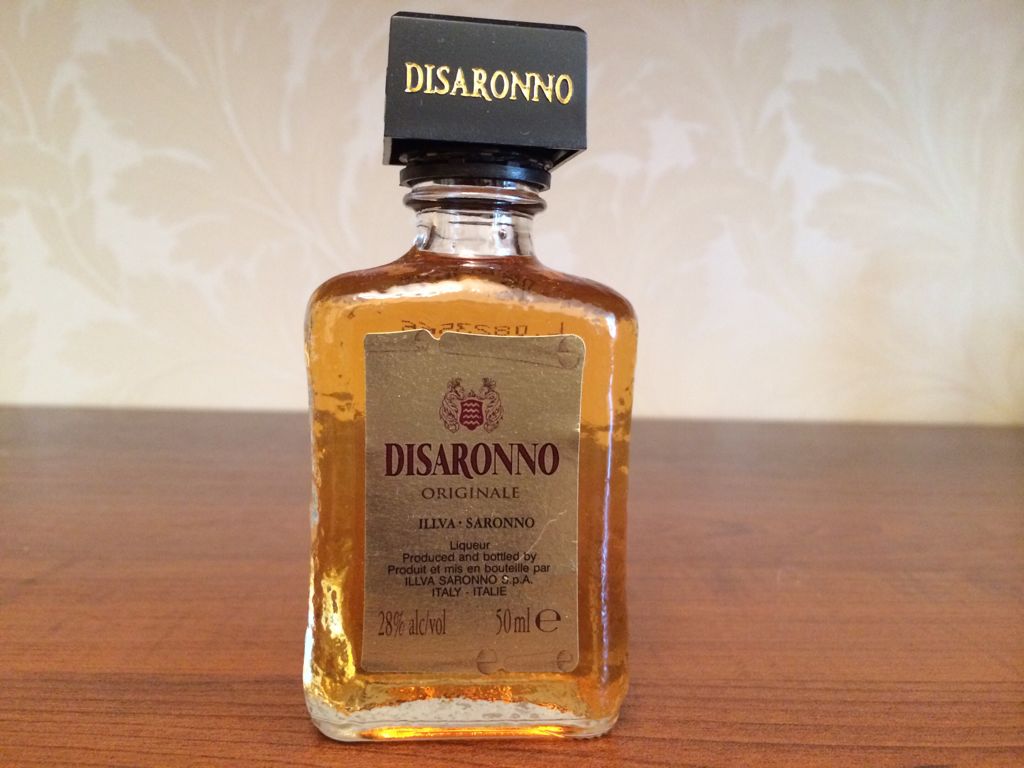 DISARONNO
DISARONNO
ORIGINALE
ILLVA · SARONNO
Liqueur
Produced and bottled by
Produit et mis en bouteille par
ILLVA SARONNO S.p.A.
ITALY - ITALIE
28% alc/vol 50 ml ℮